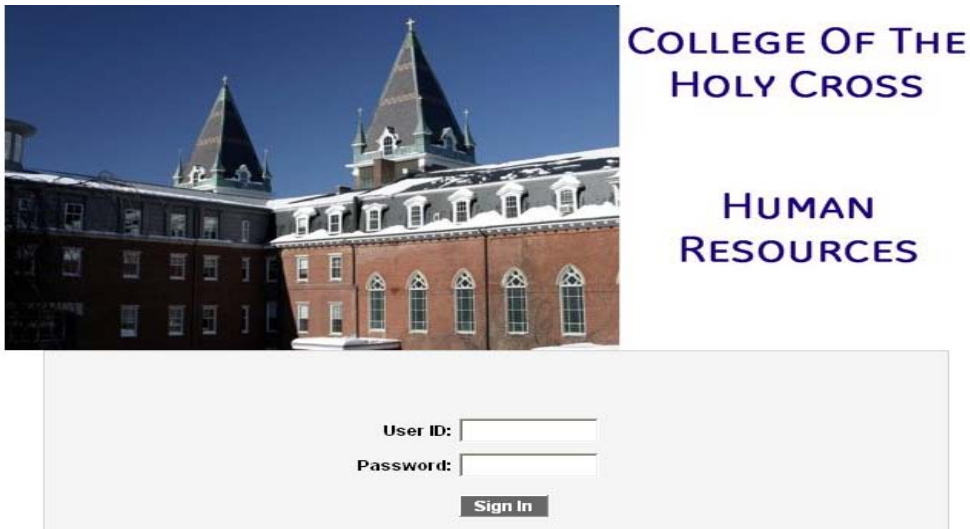 COLLEGE OF THE
HOLY CROSS
HUMAN
RESOURCES
User ID:
Password:
Sign In